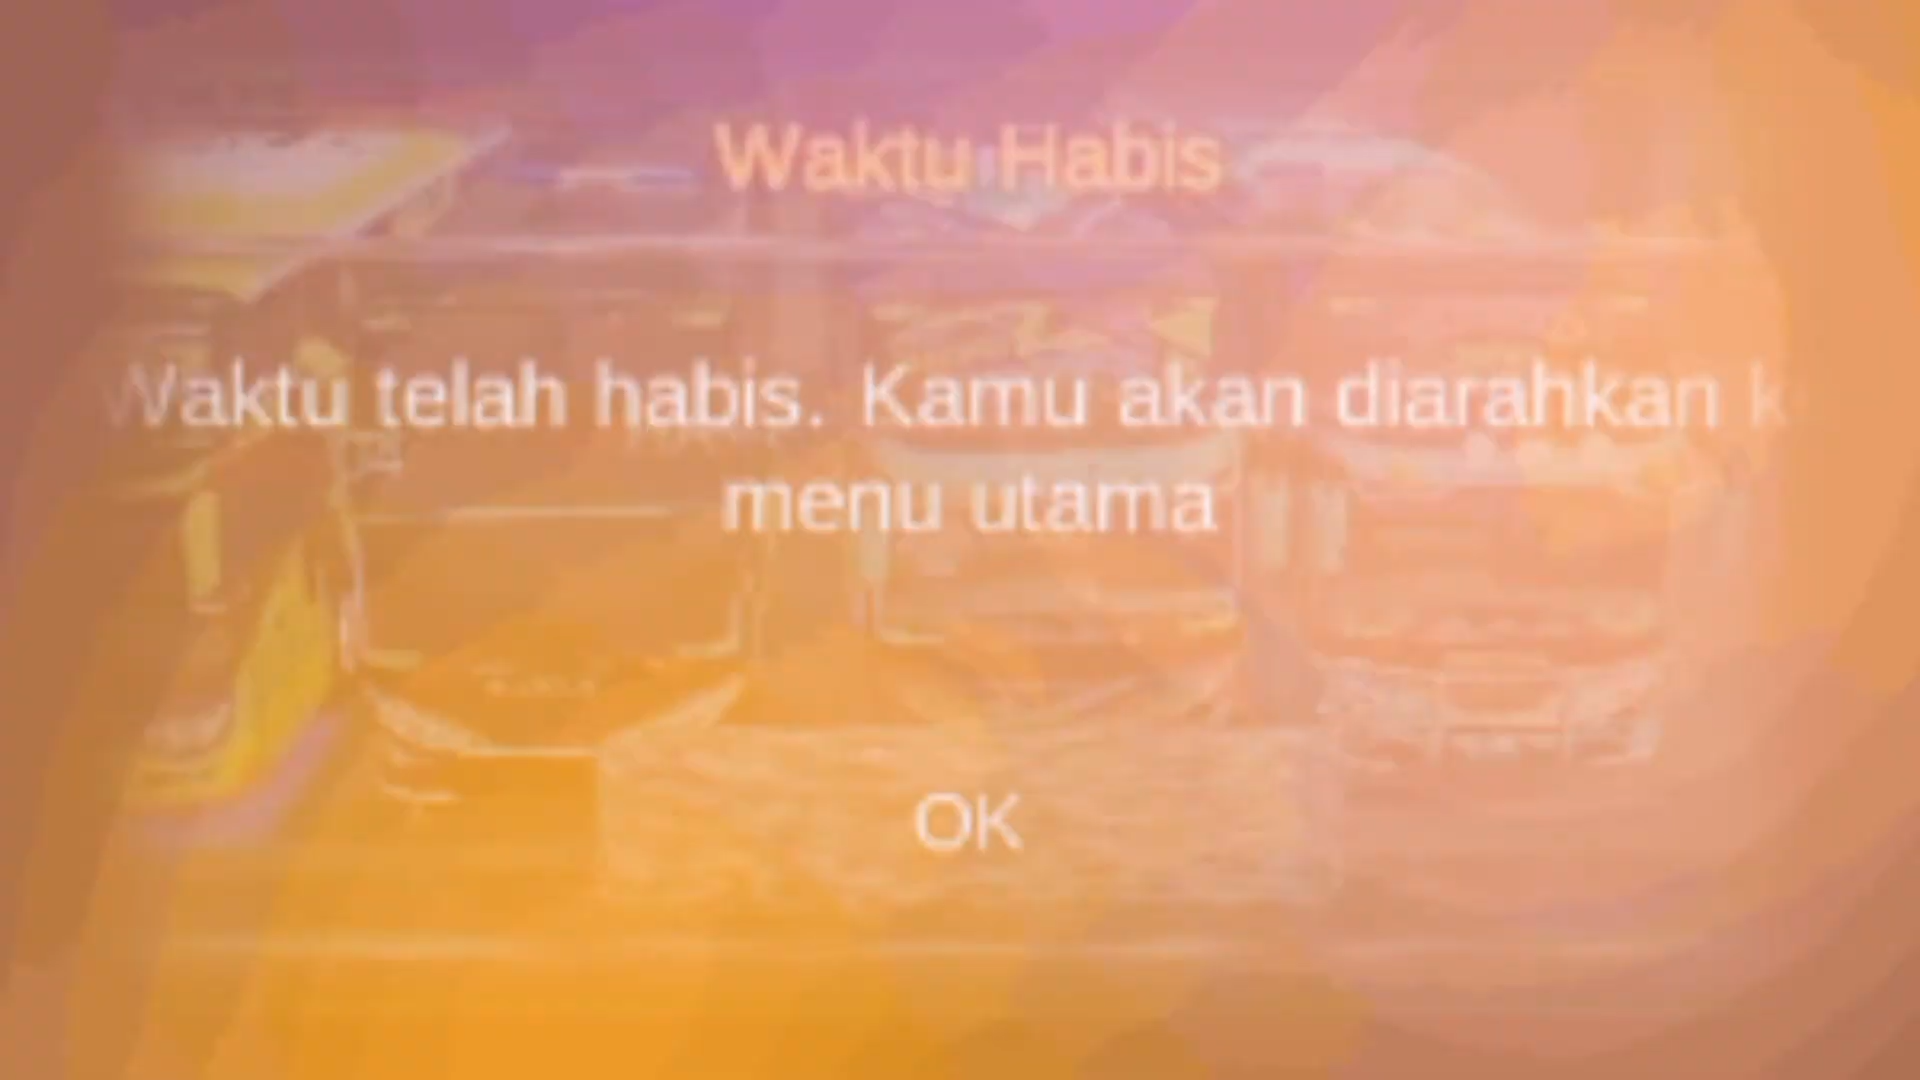 Waktu Habis
Waktu telah habis. Kamu akan diarahkan
menu utama
OK